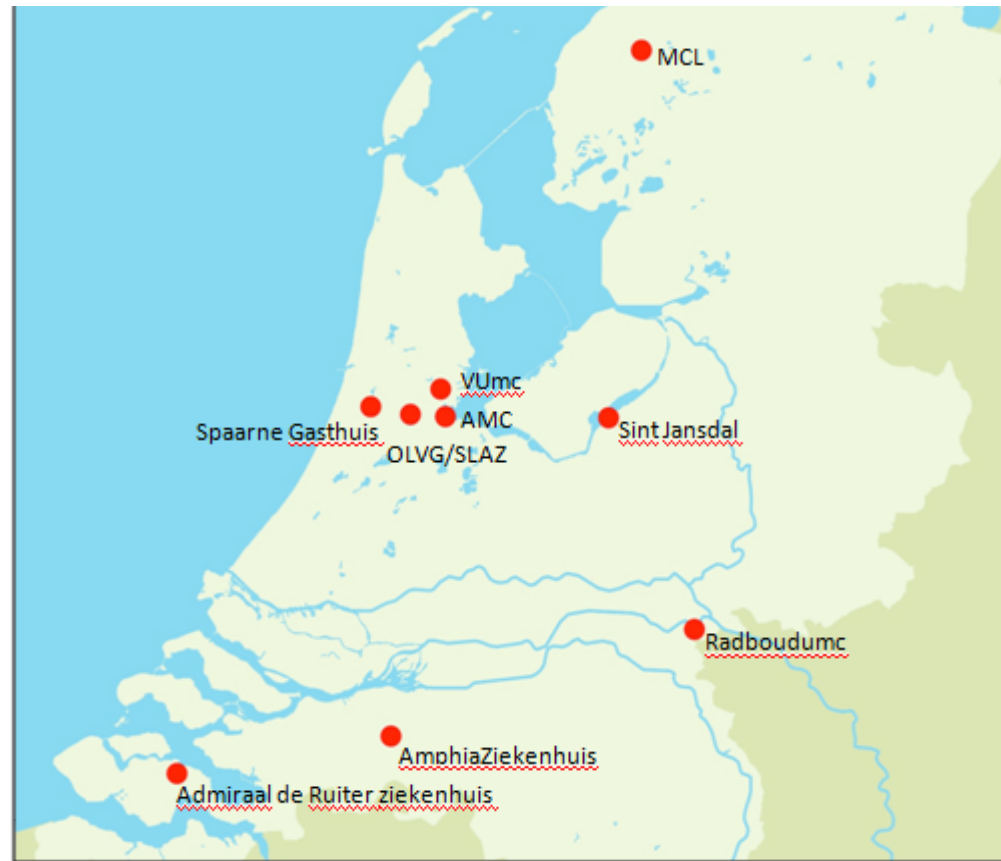 MCL
VUmc
AMC
Spaarne Gasthuis
OLVG/SLAZ
Sint Jansdal
Radboudumc
AmphiaZiekenhuis
Admiraal de Ruiter ziekenhuis